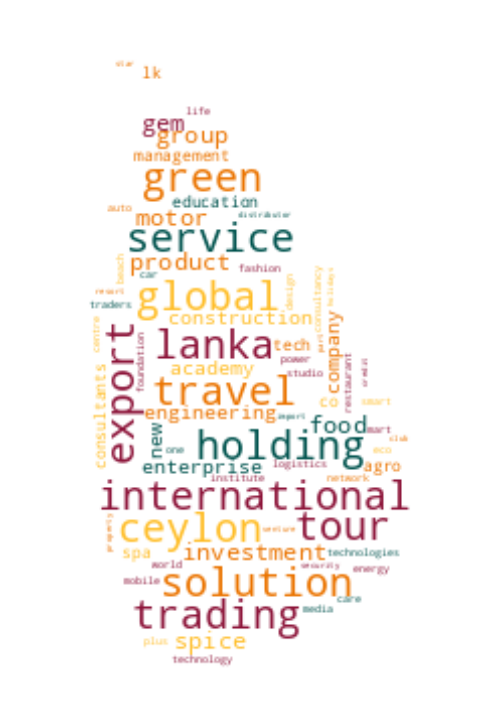 star
lk
life
gem
group
management
green
education
auto
motor
distributor
service
product
beach
car
fashion
resort
global
design
consultancy
holidays
traders
construction
centre
export
foundation
lanka
tech
company
power
restaurant
academy
studio
travel
consultants
co
smart
engineering
import
new
food
mart
one
holding
club
eco
enterprise
logistics
agro
institute
network
international
property
ceylon
venture
tour
spa
investment
technologies
world
security
energy
mobile
solution
care
trading
media
plus
spice
technology